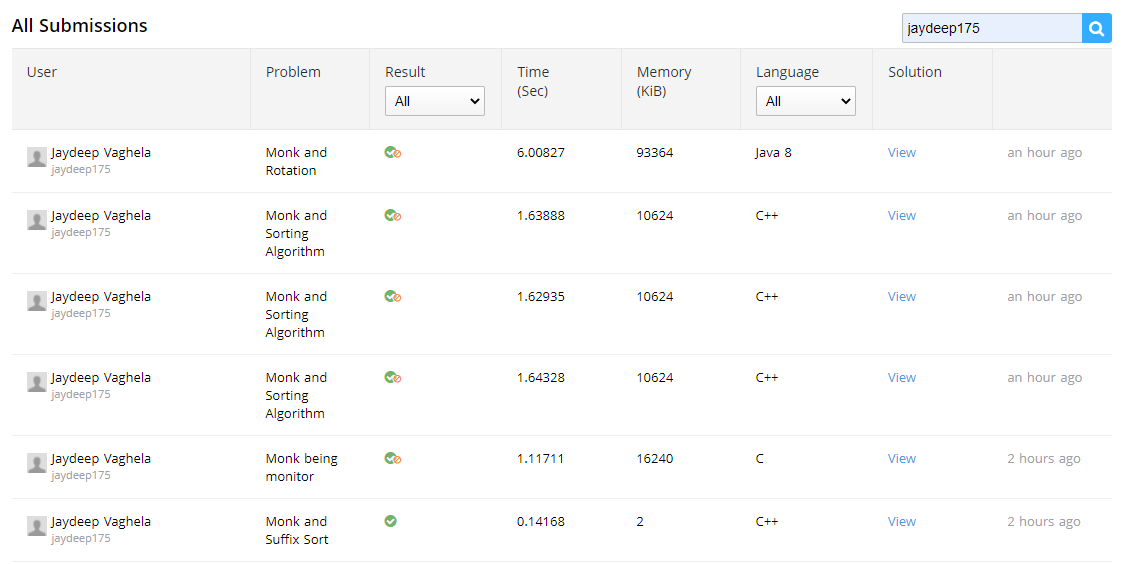 All Submissions
jaydeep175
User Problem Result Time Memory Language Solution
(Sec) (KiB)
All All
Jaydeep Vaghela Monk and 6.00827 93364 Java 8 View an hour ago
jaydeep175 Rotation
Jaydeep Vaghela Monk and 1.63888 10624 C++ View an hour ago
jaydeep175 Sorting
Algorithm
Jaydeep Vaghela Monk and 1.62935 10624 C++ View an hour ago
jaydeep175 Sorting
Algorithm
Jaydeep Vaghela Monk and 1.64328 10624 C++ View an hour ago
jaydeep175 Sorting
Algorithm
Jaydeep Vaghela Monk being 1.11711 16240 C View 2 hours ago
jaydeep175 monitor
Jaydeep Vaghela Monk and 0.14168 2 C++ View 2 hours ago
jaydeep175 Suffix Sort